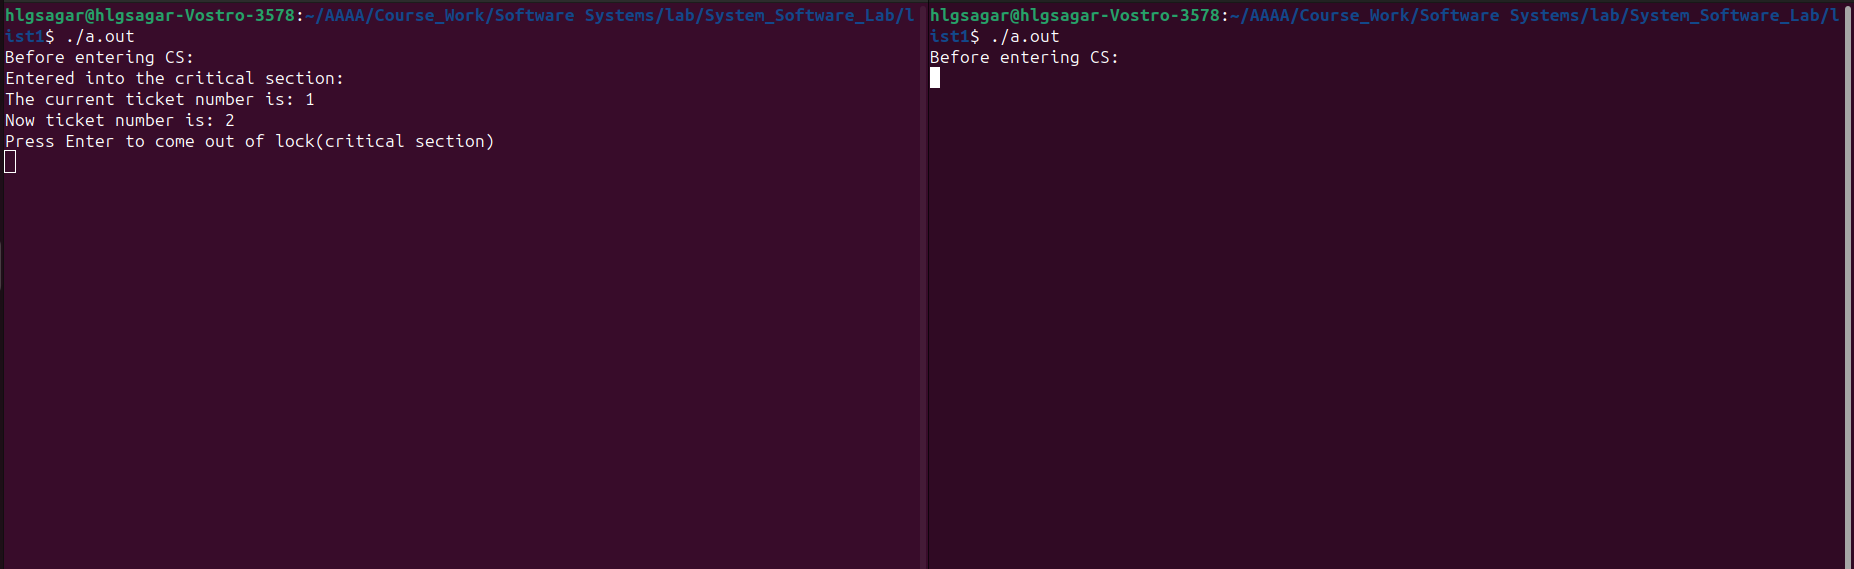 hlgsagar@hlgsagar-Vostro-3578:~/AAAA/Course_Work/Software Systems/lab/System_Software_Lab/l
ist1$ ./a.out
Before entering CS:
Entered into the critical section:
The current ticket number is: 1
Now ticket number is: 2
Press Enter to come out of lock(critical section)
hlgsagar@hlgsagar-Vostro-3578:~/AAAA/Course_Work/Software Systems/lab/System_Software_Lab/l
ist1$ ./a.out
Before entering CS: